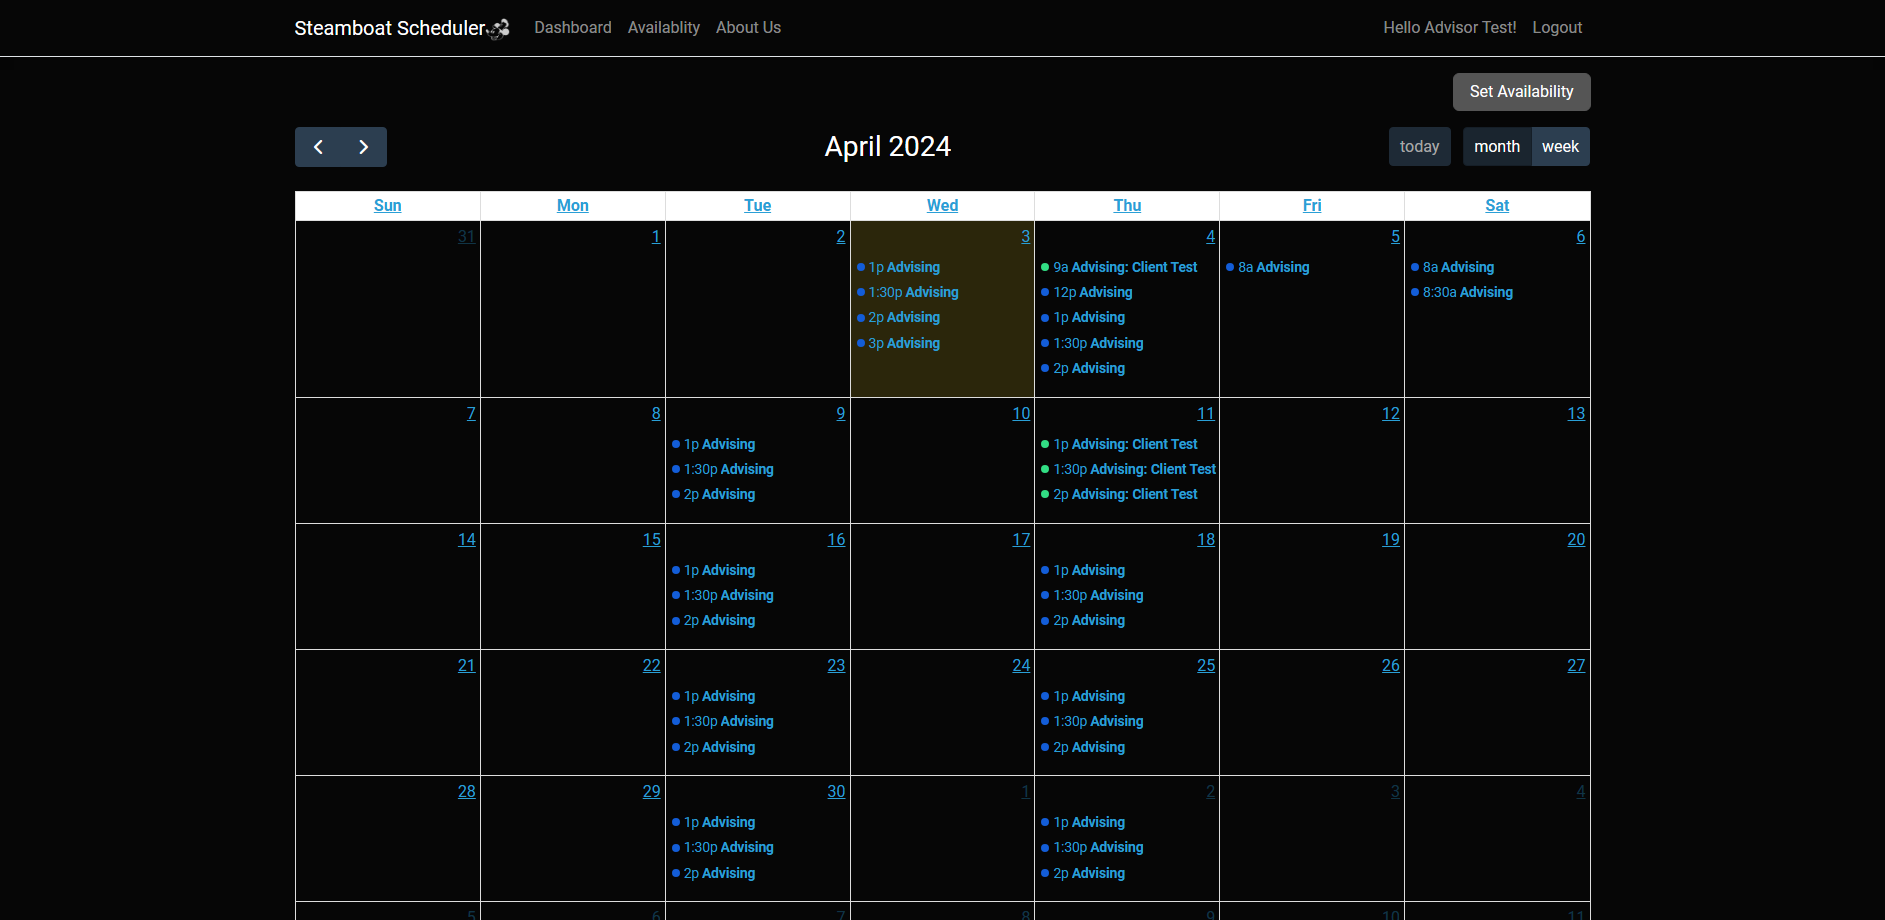 Steamboat Scheduler Dashboard Availablity About Us Hello Advisor Test! Logout
Set Availability
April 2024 today month week
Sun Mon Tue Wed Thu Fri Sat
31 1 2 3 4 5 6
1p Advising 9a Advising: Client Test 8a Advising 8a Advising
1:30p Advising 12p Advising 8:30a Advising
2p Advising 1p Advising
3p Advising 1:30p Advising
2p Advising
7 8 9 10 11 12 13
1p Advising 1p Advising: Client Test
1:30p Advising 1:30p Advising: Client Test
2p Advising 2p Advising: Client Test
14 15 16 17 18 19 20
1p Advising 1p Advising
1:30p Advising 1:30p Advising
2p Advising 2p Advising
21 22 23 24 25 26 27
1p Advising 1p Advising
1:30p Advising 1:30p Advising
2p Advising 2p Advising
28 29 30 1 2 3 4
1p Advising 1p Advising
1:30p Advising 1:30p Advising
2p Advising 2p Advising
5 6 7 8 9 10 11